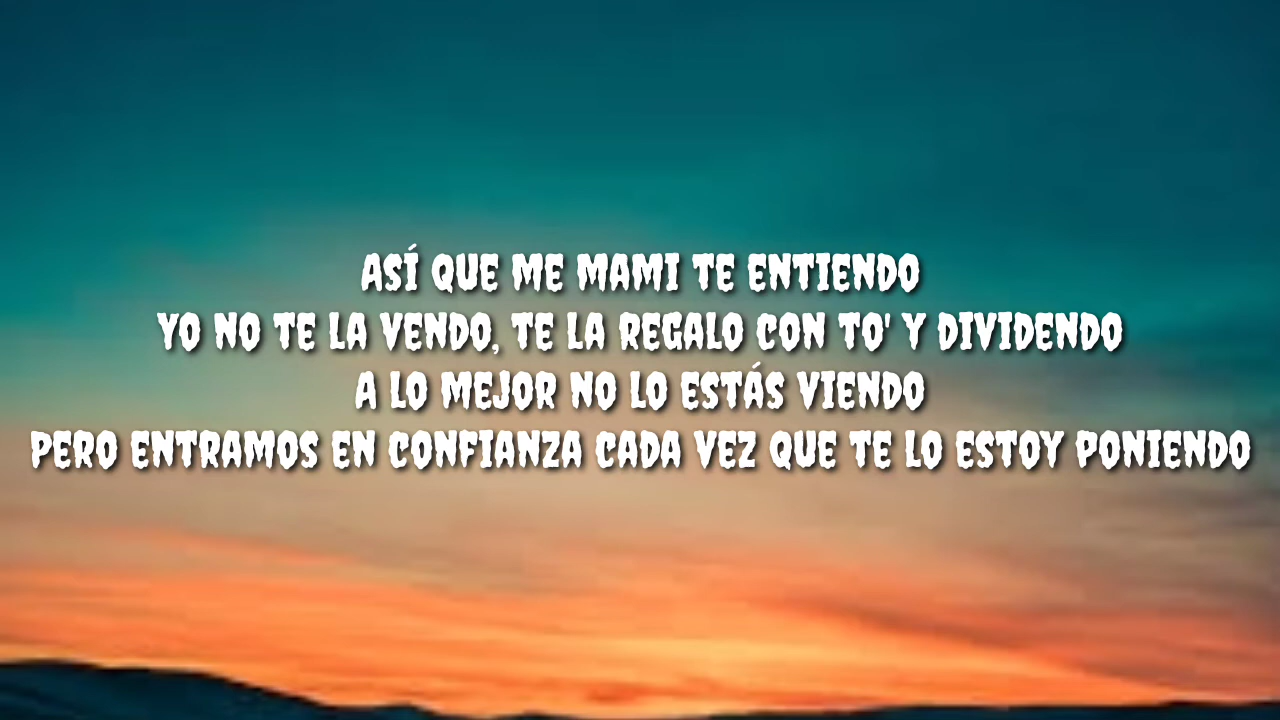 ASÍ QUE ME MAMI TE ENTIENDO
YO NO TE LA VENDO, TE LA REGALO CON TO' Y DIVIDENDO
A LO MEJOR NO LO ESTÁS VIENDO
PERO ENTRAMOS EN CONFIANZA CADA VEZ QUE TE LO ESTOY PONIENDO